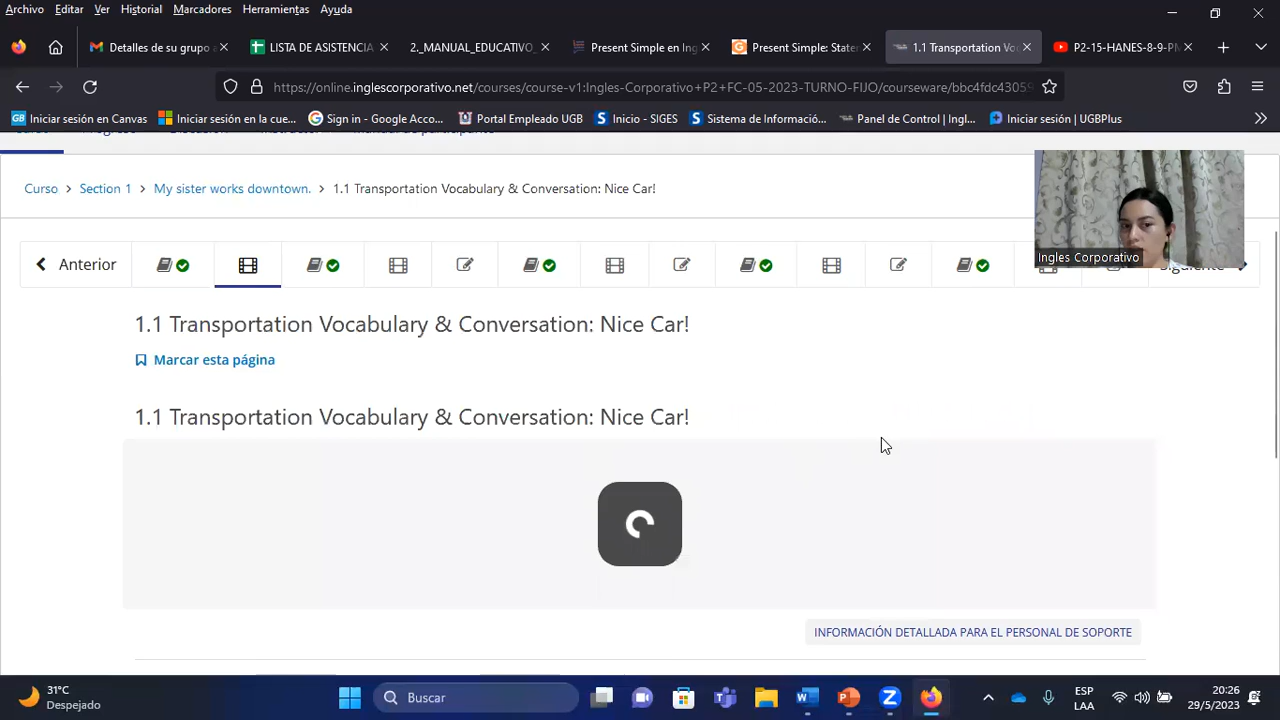 Archivo Editar Ver Historial Marcadores Herramientas Ayuda
Detalles de su grupo LISTA DE ASISTENCIA 2._MANUAL_EDUCATIVO_ Present Simple en Ing Present Simple: Stater 1.1 Transportation Vo P2-15-HANES-8-9-PM
https://online.inglescorporativo.net/courses/course-v1:Ingles-Corporativo+P2+FC-05-2023-TURNO-FIJO/courseware/bbc4fdc43059
Iniciar sesión en Canvas Iniciar sesión en la cue... Sign in - Google Acco... Portal Empleado UGB Inicio - SIGES Sistema de Informació... Panel de Control | Ingl... Iniciar sesión | UGBPlus
Curso > Section 1 > My sister works downtown. > 1.1 Transportation Vocabulary & Conversation: Nice Car!
Ingles Corporativo
Anterior
1.1 Transportation Vocabulary & Conversation: Nice Car!
Marcar esta página
1.1 Transportation Vocabulary & Conversation: Nice Car!
INFORMACIÓN DETALLADA PARA EL PERSONAL DE SOPORTE
31°C
Despejado
Buscar
ESP
LAA
20:26
29/5/2023